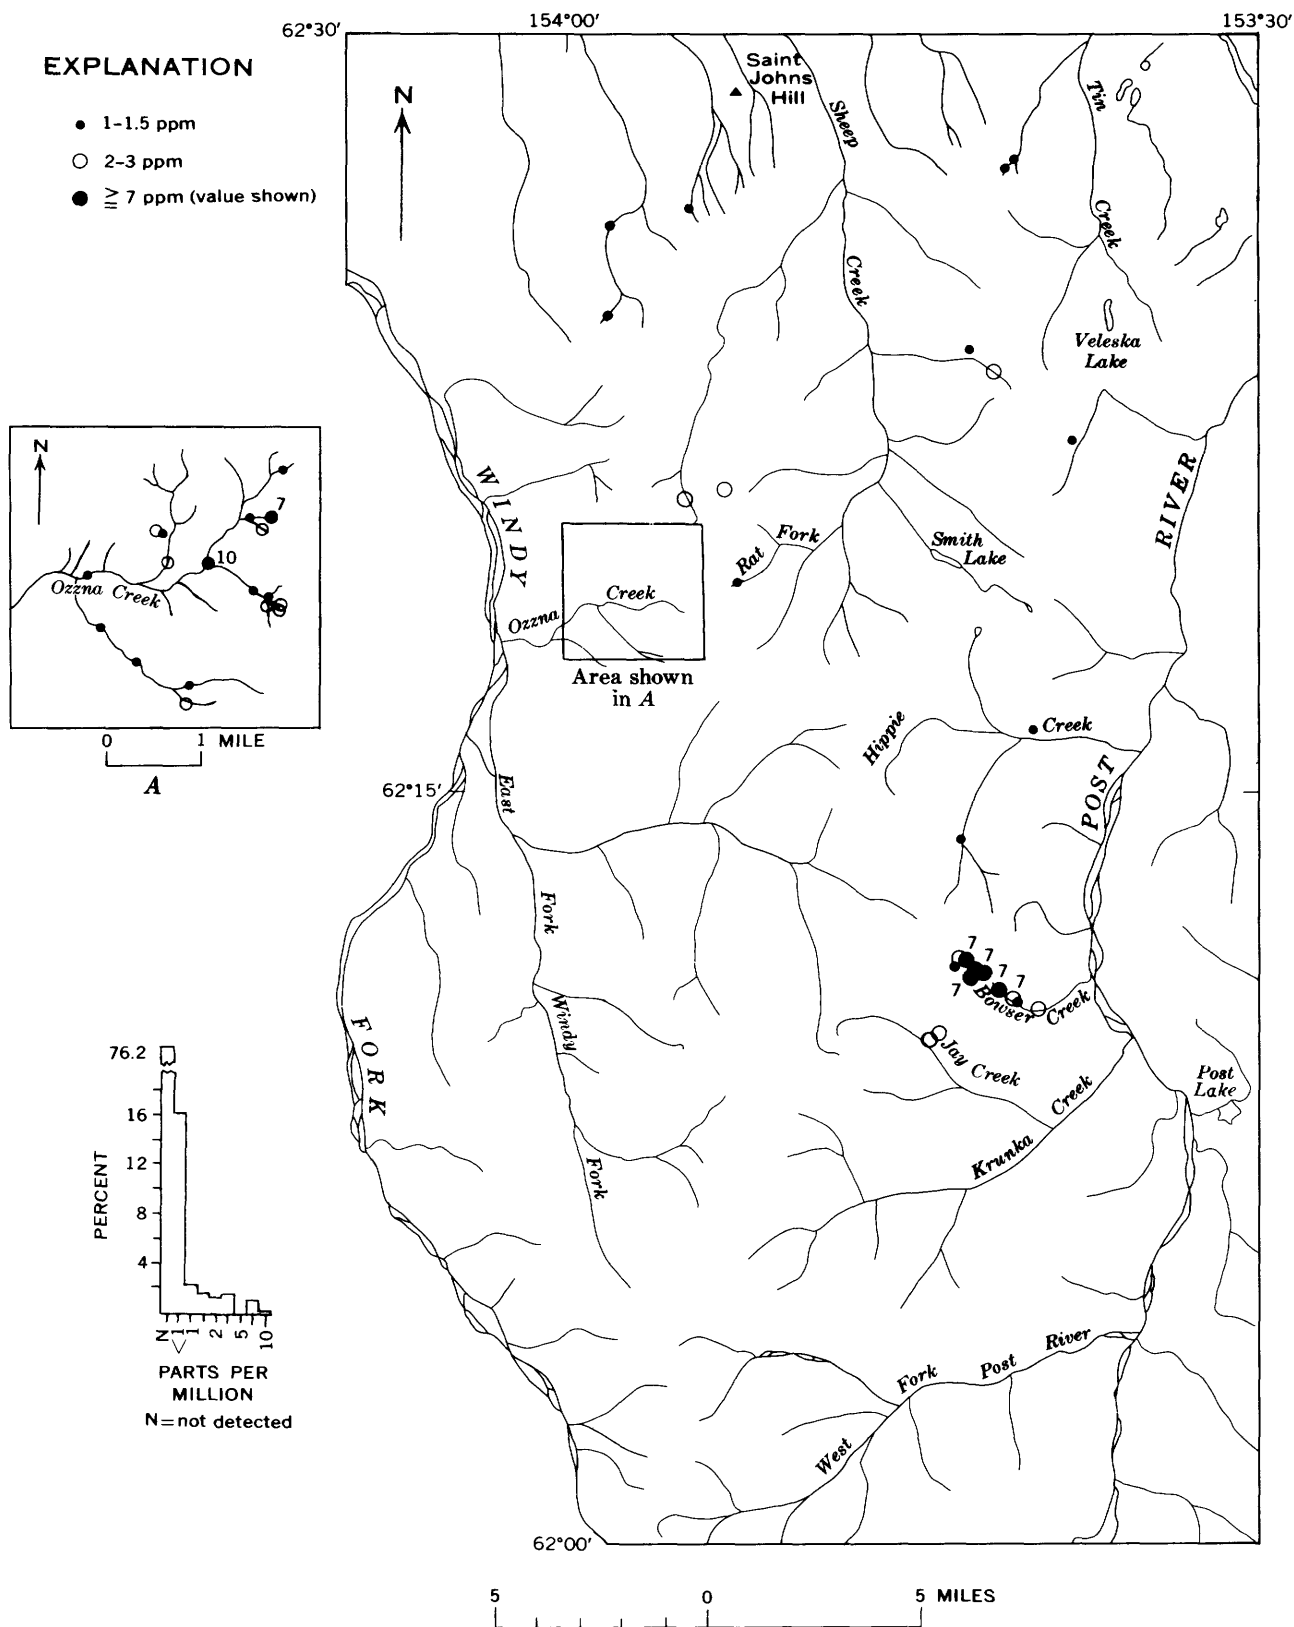 62°30′
154°00′
153°30′
EXPLANATION
1-1.5 ppm
2-3 ppm
≧ 7 ppm (value shown)
N
Saint
Johns
Hill
Sheep
Creek
Tin
Creek
Veleska
Lake
N
7
10
Ozzna Creek
0 1 MILE
A
WINDY
RIVER
Rat Fork
Smith
Lake
Ozzna Creek
Area shown
in A
Hippie Creek
62°15′
East
POST
Fork
7
7
7
7
7
Bowser Creek
Windy
FORK
Jay Creek
Post
Lake
Krunka Creek
Fork
76.2
16
12
8
4
PERCENT
N <1 1 2 5 10
PARTS PER
MILLION
N=not detected
West Fork Post River
62°00′
5 0 5 MILES